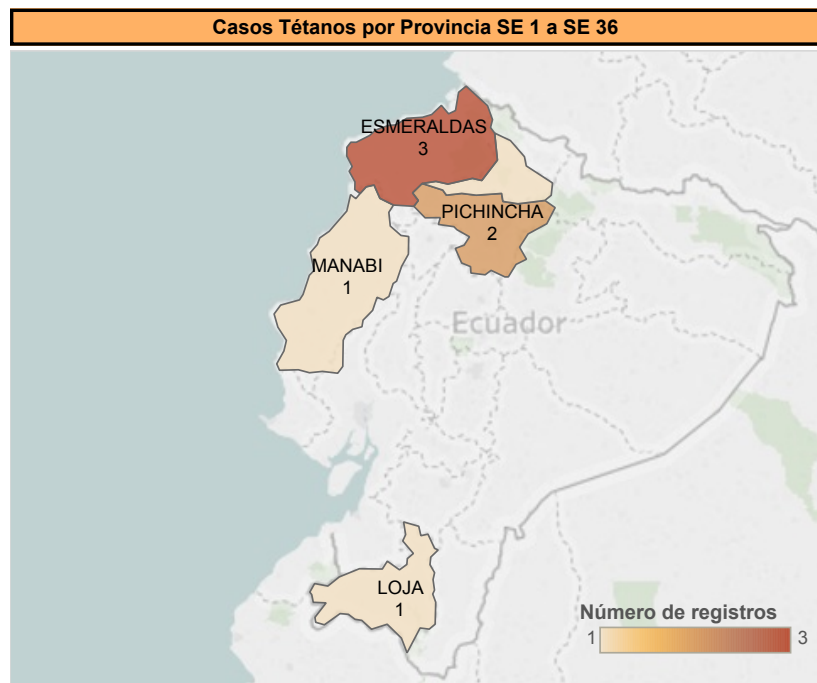 Casos Tétanos por Provincia SE 1 a SE 36
ESMERALDAS
3
PICHINCHA
2
MANABI
1
Ecuador
LOJA
1
Número de registros
1
3